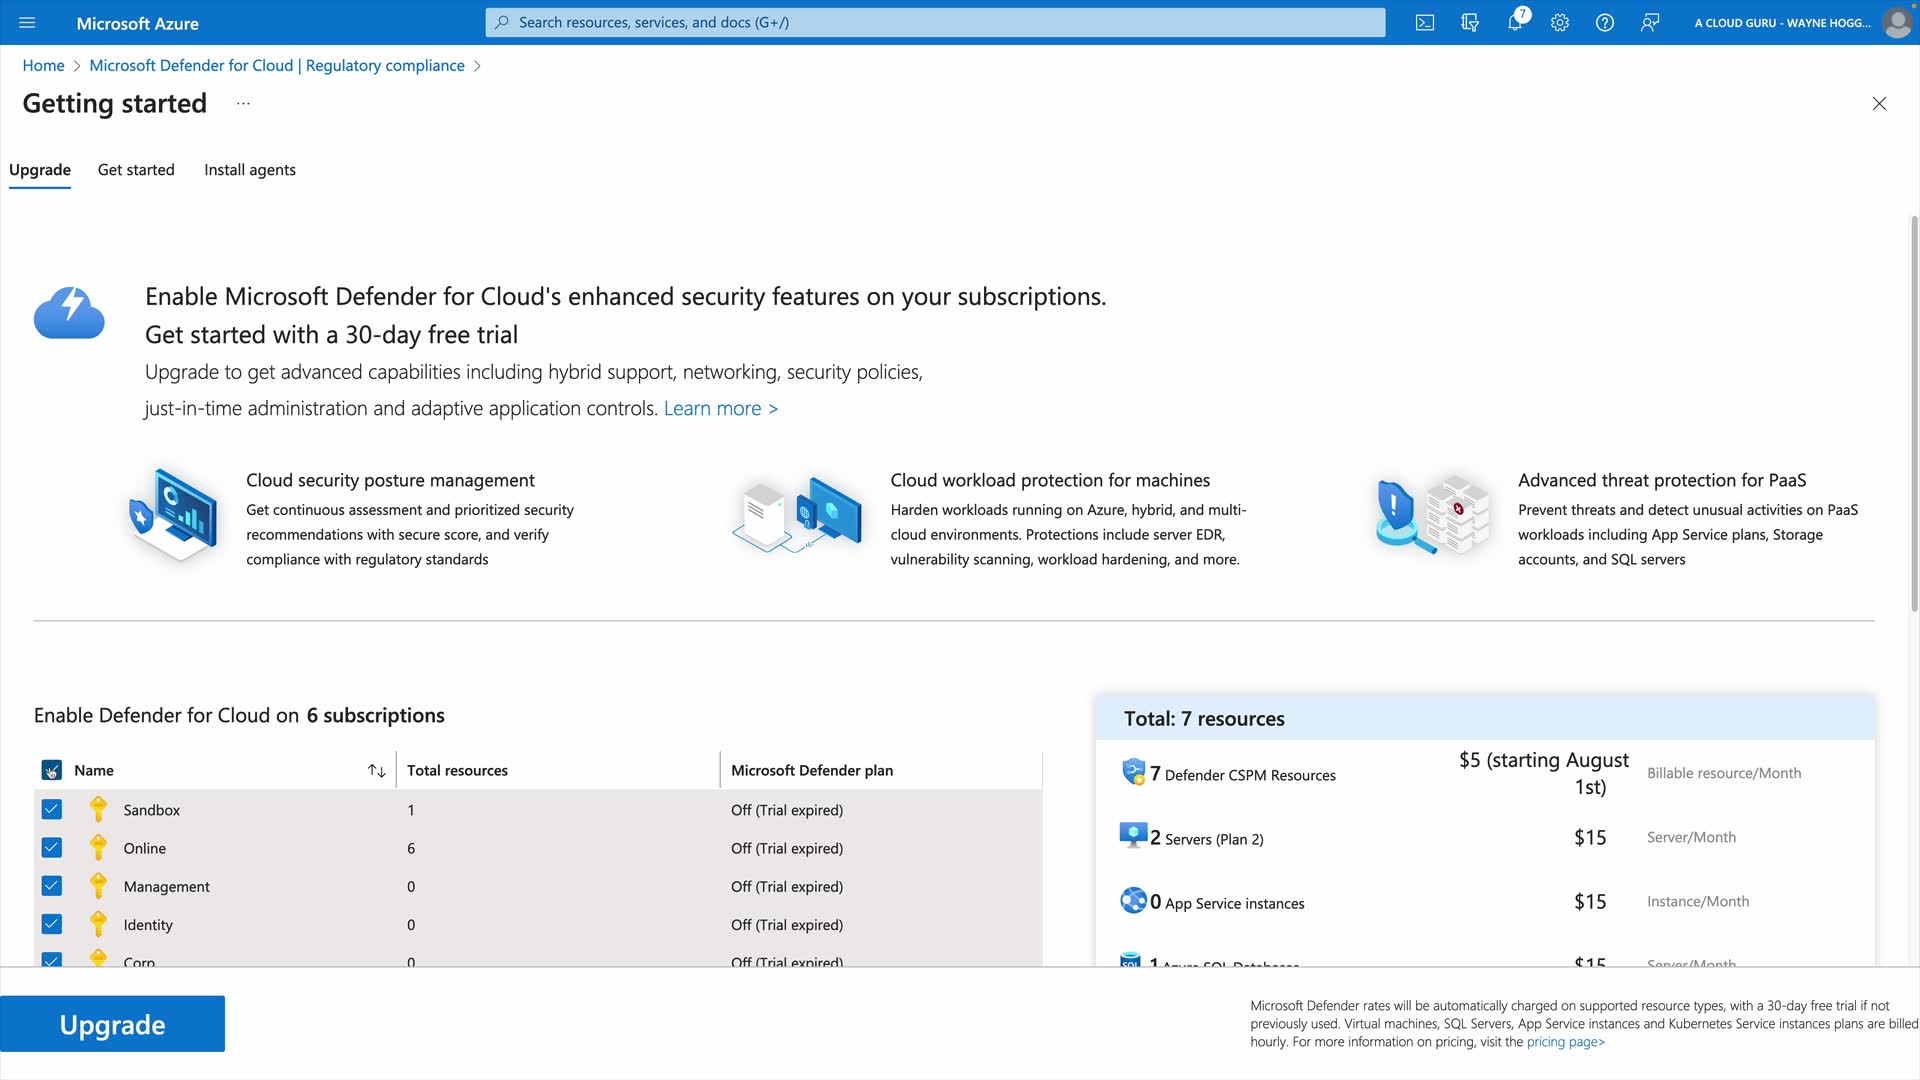 Microsoft Azure
Search resources, services, and docs (G+/)
7
A CLOUD GURU - WAYNE HOGG...
Home > Microsoft Defender for Cloud | Regulatory compliance >
Getting started ...
Upgrade Get started Install agents
Enable Microsoft Defender for Cloud's enhanced security features on your subscriptions.
Get started with a 30-day free trial
Upgrade to get advanced capabilities including hybrid support, networking, security policies,
just-in-time administration and adaptive application controls. Learn more >
Cloud security posture management
Get continuous assessment and prioritized security
recommendations with secure score, and verify
compliance with regulatory standards
Cloud workload protection for machines
Harden workloads running on Azure, hybrid, and multi-
cloud environments. Protections include server EDR,
vulnerability scanning, workload hardening, and more.
Advanced threat protection for PaaS
Prevent threats and detect unusual activities on PaaS
workloads including App Service plans, Storage
accounts, and SQL servers
Enable Defender for Cloud on 6 subscriptions
Name Total resources Microsoft Defender plan
Sandbox 1 Off (Trial expired)
Online 6 Off (Trial expired)
Management 0 Off (Trial expired)
Identity 0 Off (Trial expired)
Corp 0 Off (Trial expired)
Total: 7 resources
7 Defender CSPM Resources $5 (starting August 1st) Billable resource/Month
2 Servers (Plan 2) $15 Server/Month
0 App Service instances $15 Instance/Month
1 Azure SQL Databases $15 Server/Month
Upgrade
Microsoft Defender rates will be automatically charged on supported resource types, with a 30-day free trial if not
previously used. Virtual machines, SQL Servers, App Service instances and Kubernetes Service instances plans are billed
hourly. For more information on pricing, visit the pricing page>